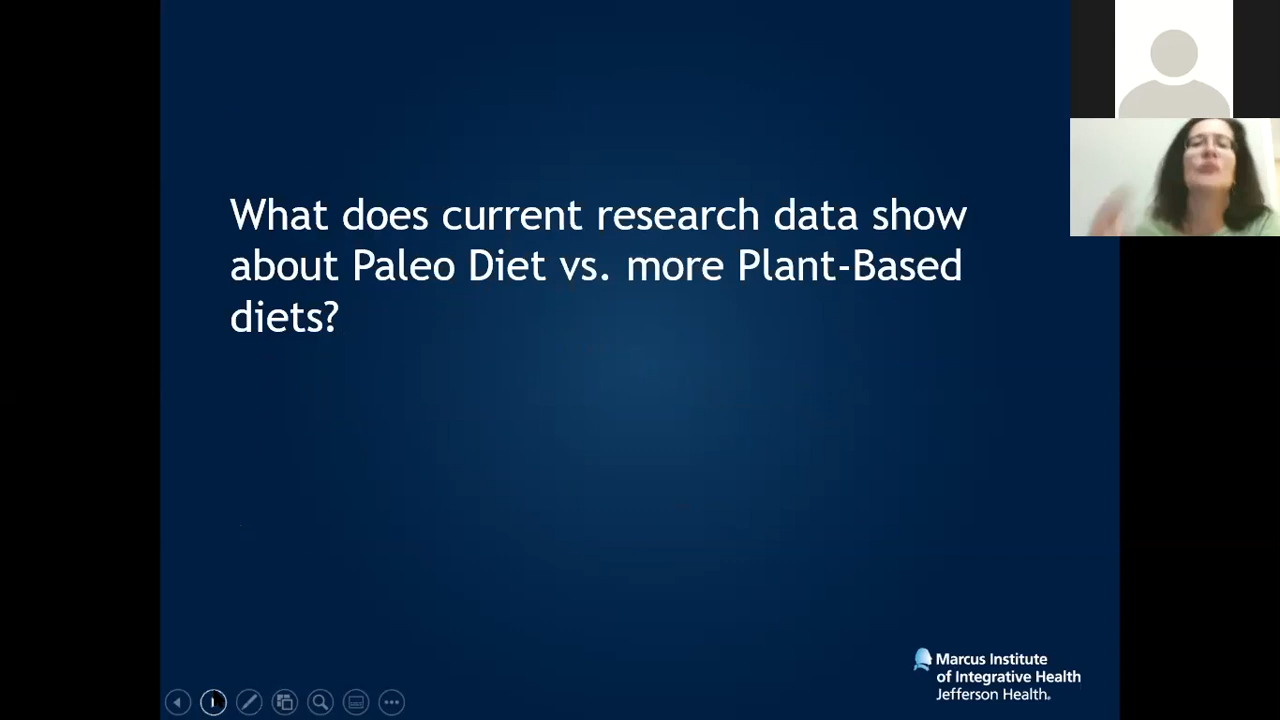 What does current research data show
about Paleo Diet vs. more Plant-Based
diets?
Marcus Institute
of Integrative Health
Jefferson Health.